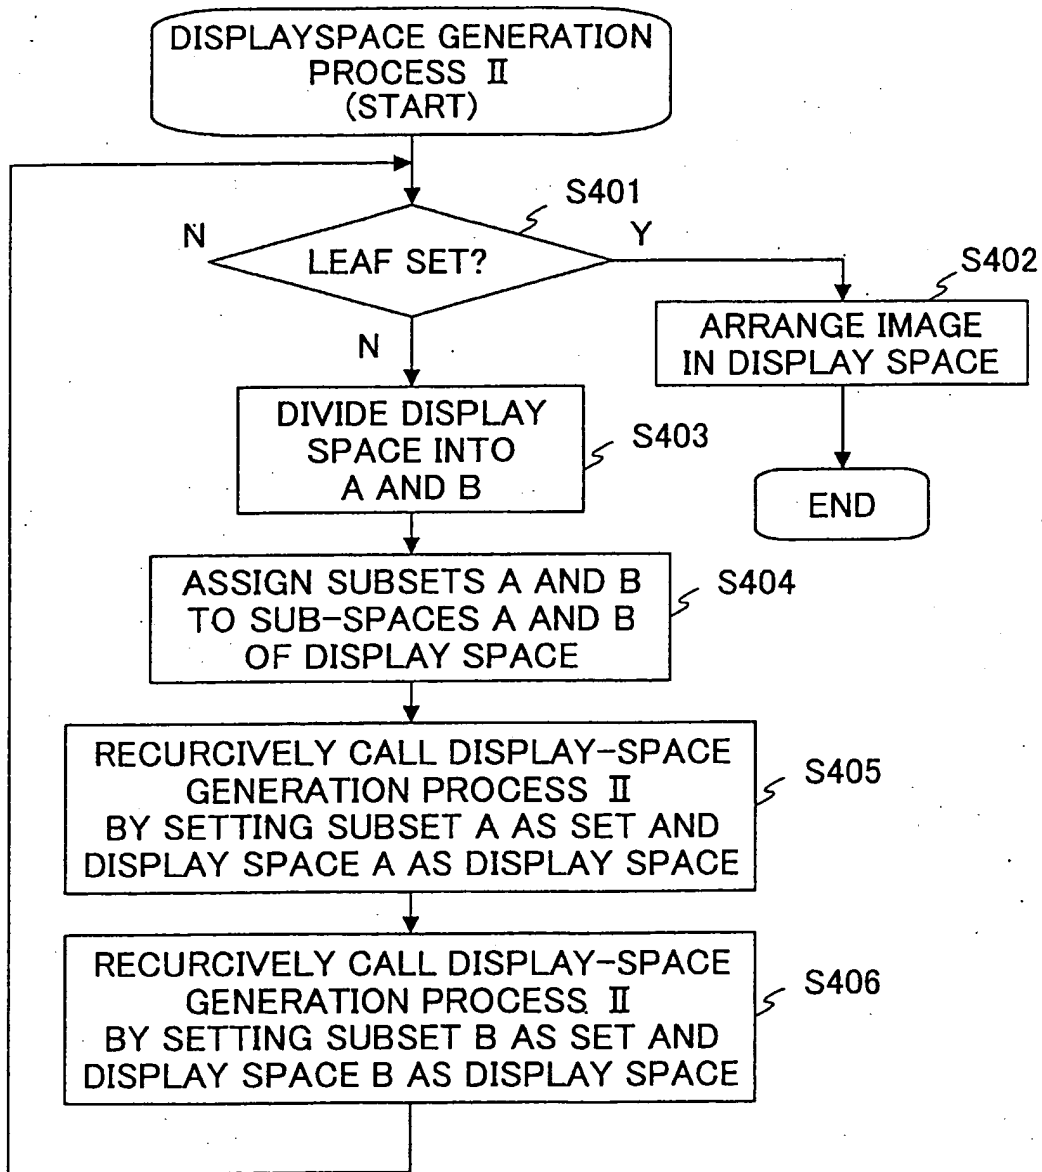 DISPLAYSPACE GENERATION
PROCESS II
(START)
S401
N
Y
LEAF SET?
S402
ARRANGE IMAGE
IN DISPLAY SPACE
N
DIVIDE DISPLAY
SPACE INTO
A AND B
S403
END
ASSIGN SUBSETS A AND B
TO SUB-SPACES A AND B
OF DISPLAY SPACE
S404
RECURCIVELY CALL DISPLAY-SPACE
GENERATION PROCESS II
BY SETTING SUBSET A AS SET AND
DISPLAY SPACE A AS DISPLAY SPACE
S405
RECURCIVELY CALL DISPLAY-SPACE
GENERATION PROCESS II
BY SETTING SUBSET B AS SET AND
DISPLAY SPACE B AS DISPLAY SPACE
S406